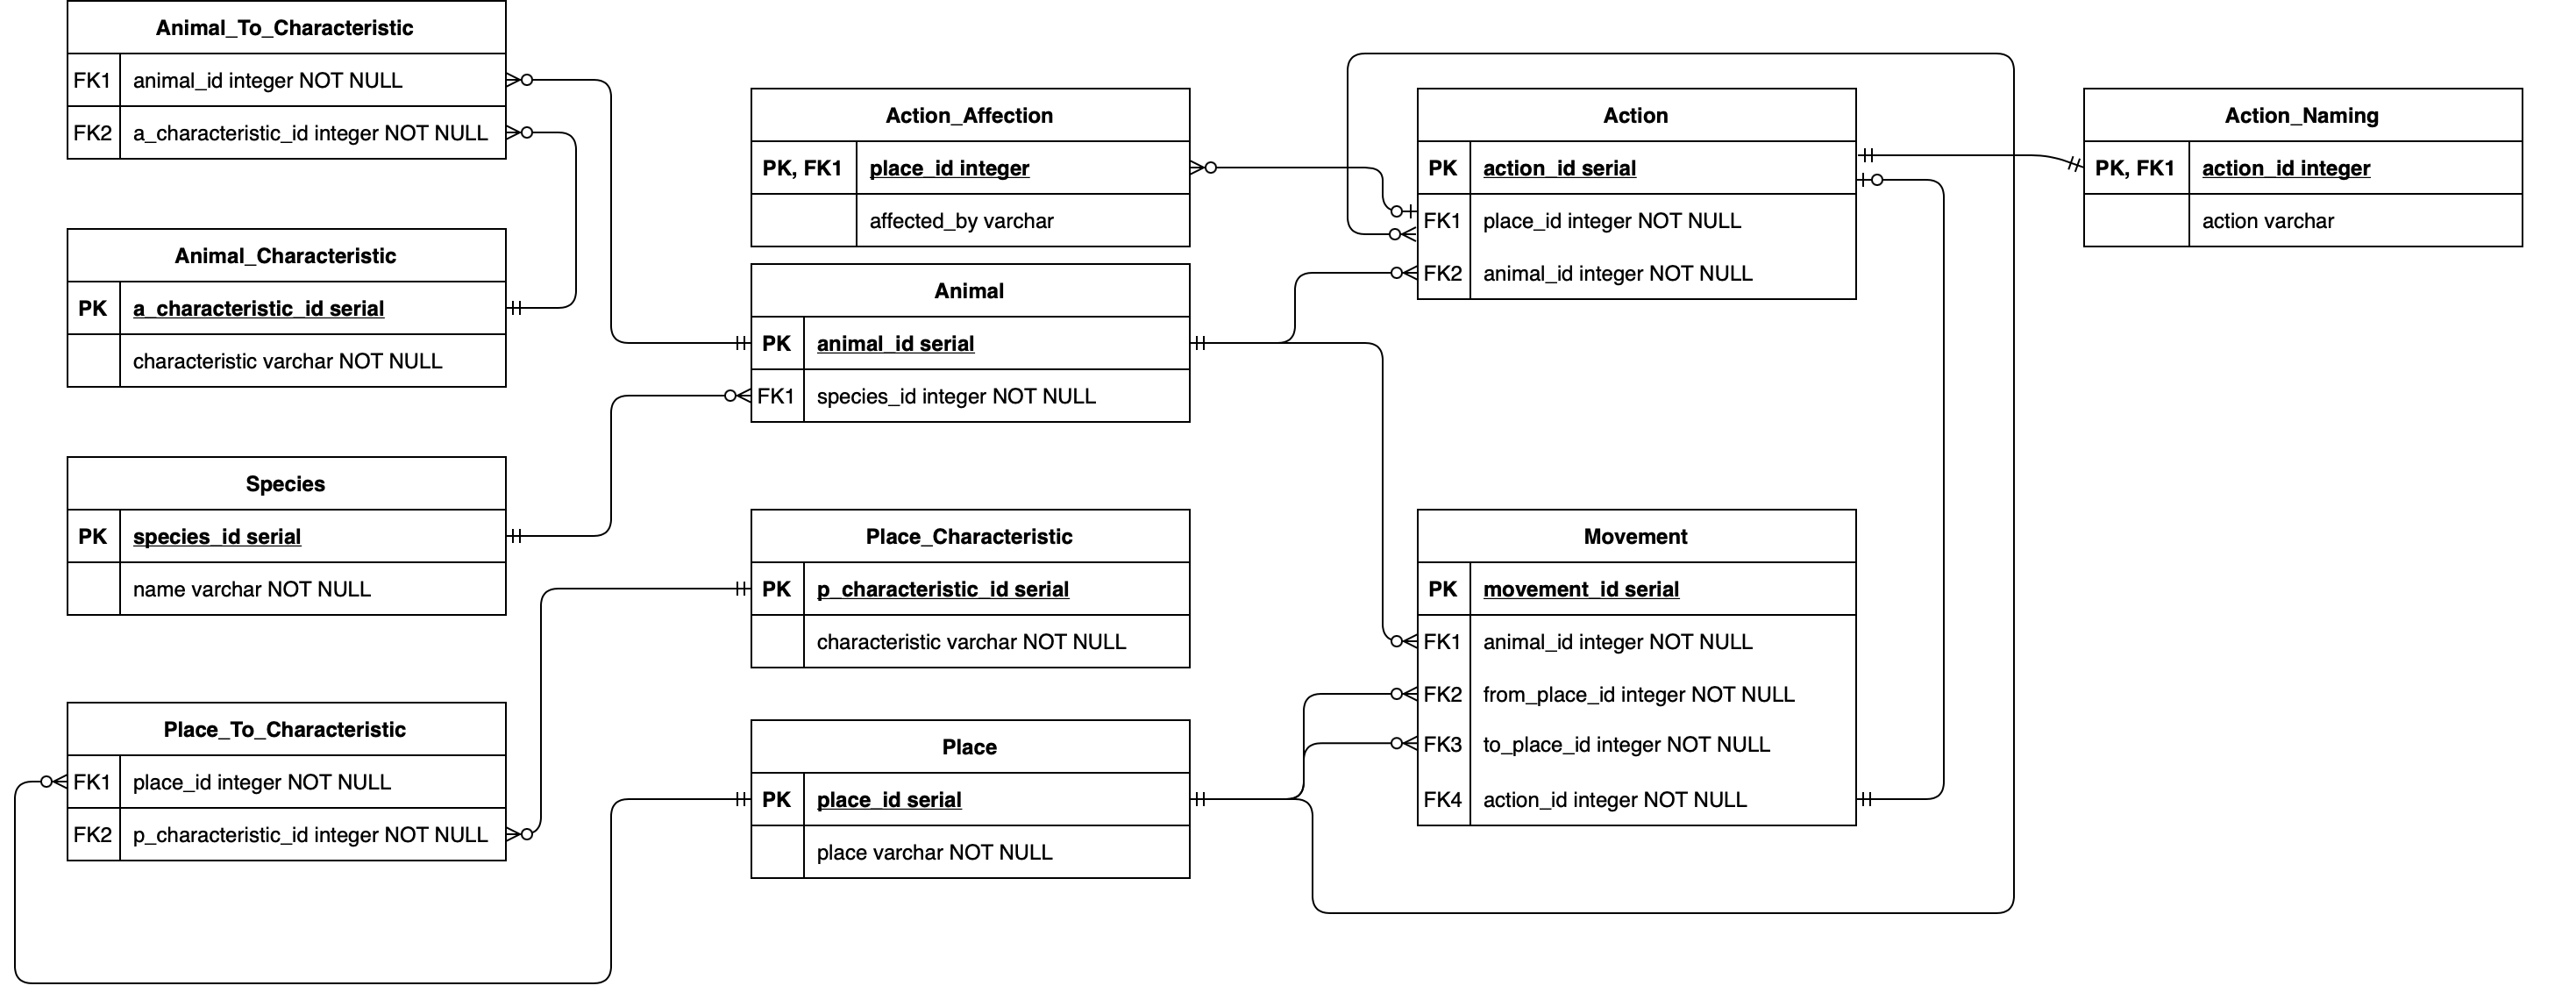 Animal_To_Characteristic
FK1 animal_id integer NOT NULL
FK2 a_characteristic_id integer NOT NULL
Animal_Characteristic
PK a_characteristic_id serial
characteristic varchar NOT NULL
Species
PK species_id serial
name varchar NOT NULL
Place_To_Characteristic
FK1 place_id integer NOT NULL
FK2 p_characteristic_id integer NOT NULL
Action_Affection
PK, FK1 place_id integer
affected_by varchar
Animal
PK animal_id serial
FK1 species_id integer NOT NULL
Place_Characteristic
PK p_characteristic_id serial
characteristic varchar NOT NULL
Place
PK place_id serial
place varchar NOT NULL
Action
PK action_id serial
FK1 place_id integer NOT NULL
FK2 animal_id integer NOT NULL
Movement
PK movement_id serial
FK1 animal_id integer NOT NULL
FK2 from_place_id integer NOT NULL
FK3 to_place_id integer NOT NULL
FK4 action_id integer NOT NULL
Action_Naming
PK, FK1 action_id integer
action varchar